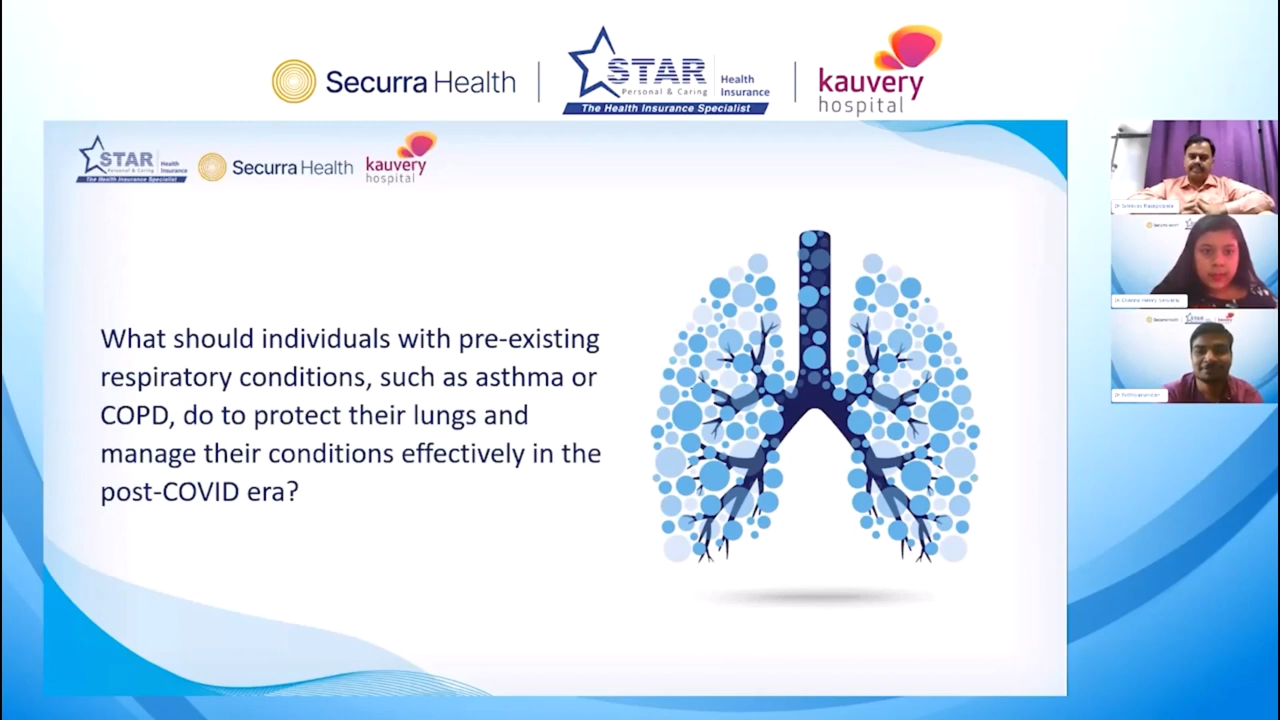 Securra Health
STAR
Health
Insurance
Personal & Caring
The Health Insurance Specialist
kauvery
hospital
STAR
Health
Insurance
Personal & Caring
The Health Insurance Specialist
Securra Health
kauvery
hospital
What should individuals with pre-existing
respiratory conditions, such as asthma or
COPD, do to protect their lungs and
manage their conditions effectively in the
post-COVID era?